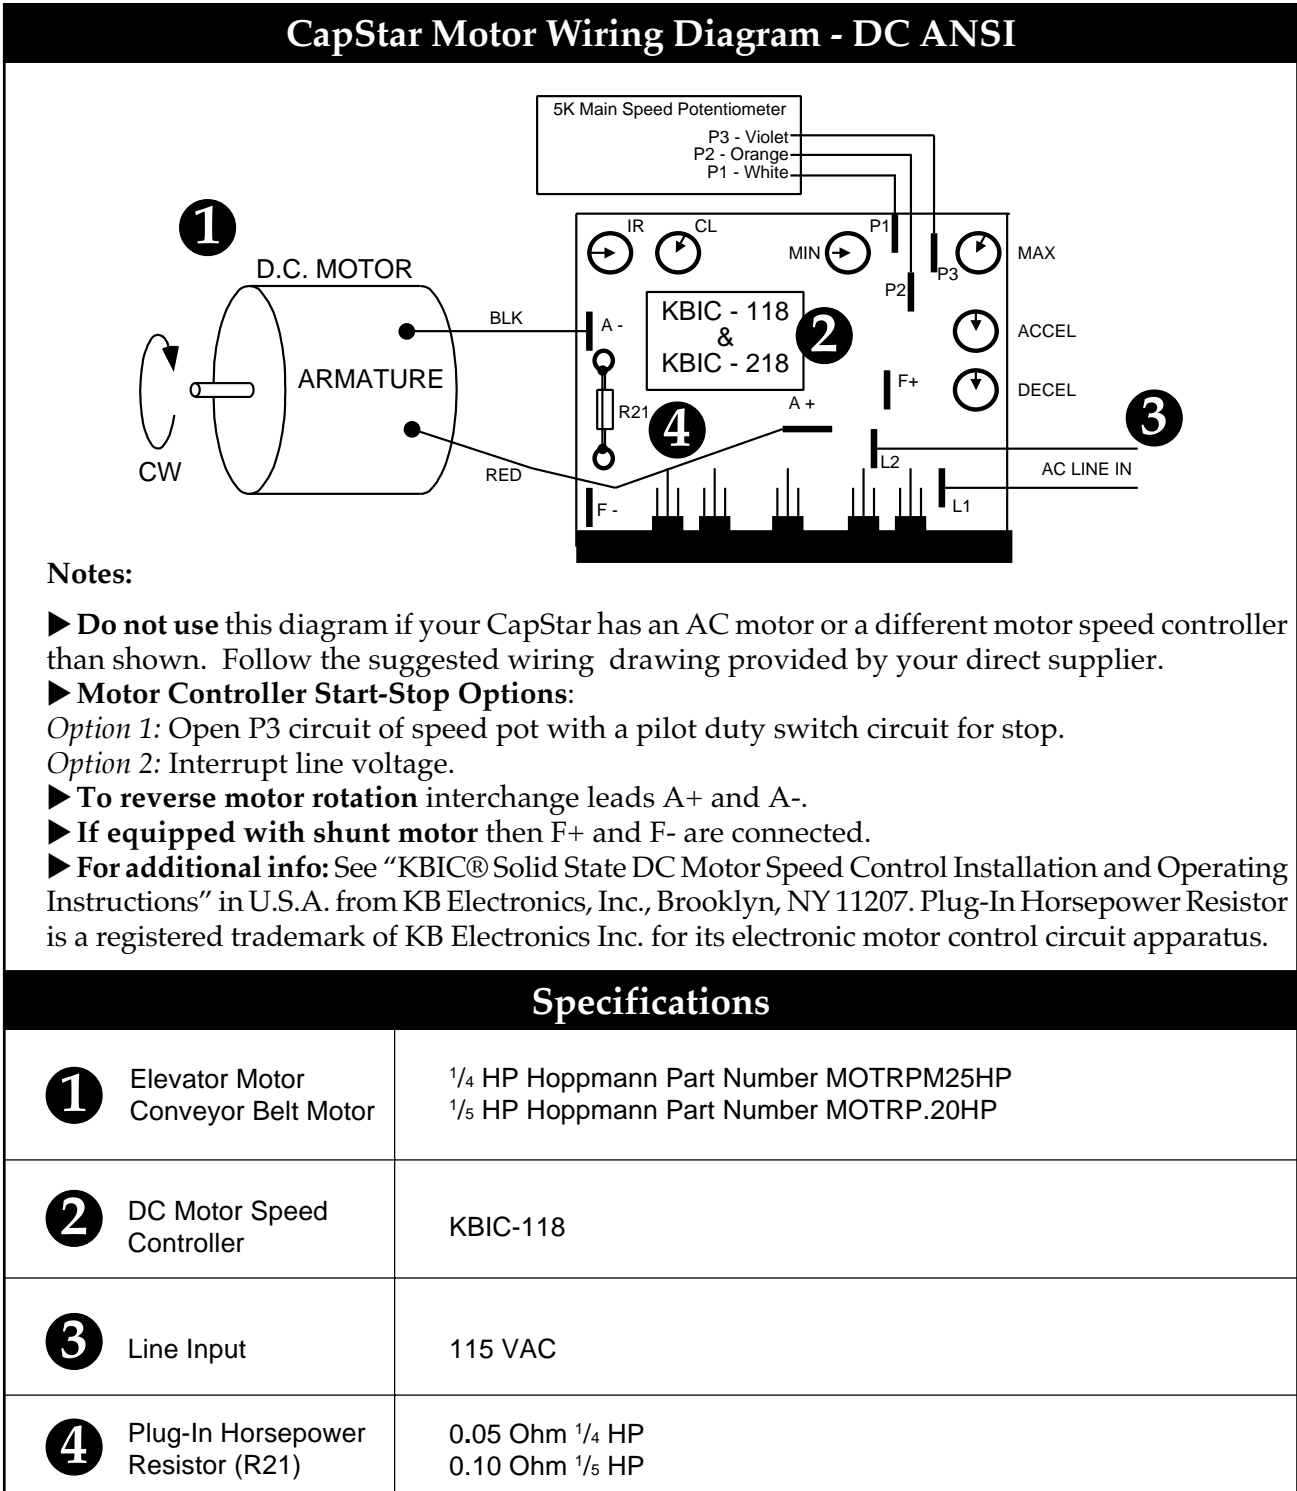 CapStar Motor Wiring Diagram - DC ANSI
5K Main Speed Potentiometer
P3 - Violet
P2 - Orange
P1 - White
1
IR
CL
MIN
P1
P2
P3
MAX
D.C. MOTOR
BLK
A -
KBIC - 118
&
KBIC - 218
2
ACCEL
ARMATURE
R21
4
A +
F+
DECEL
3
CW
RED
L2
AC LINE IN
L1
F -
Notes:
▶ Do not use this diagram if your CapStar has an AC motor or a different motor speed controller
than shown. Follow the suggested wiring drawing provided by your direct supplier.
▶ Motor Controller Start-Stop Options:
Option 1: Open P3 circuit of speed pot with a pilot duty switch circuit for stop.
Option 2: Interrupt line voltage.
▶ To reverse motor rotation interchange leads A+ and A-.
▶ If equipped with shunt motor then F+ and F- are connected.
▶ For additional info: See “KBIC® Solid State DC Motor Speed Control Installation and Operating
Instructions” in U.S.A. from KB Electronics, Inc., Brooklyn, NY 11207. Plug-In Horsepower Resistor
is a registered trademark of KB Electronics Inc. for its electronic motor control circuit apparatus.
Specifications
1
Elevator Motor
Conveyor Belt Motor
1/4 HP Hoppmann Part Number MOTRPM25HP
1/5 HP Hoppmann Part Number MOTRP.20HP
2
DC Motor Speed
Controller
KBIC-118
3
Line Input
115 VAC
4
Plug-In Horsepower
Resistor (R21)
0.05 Ohm 1/4 HP
0.10 Ohm 1/5 HP